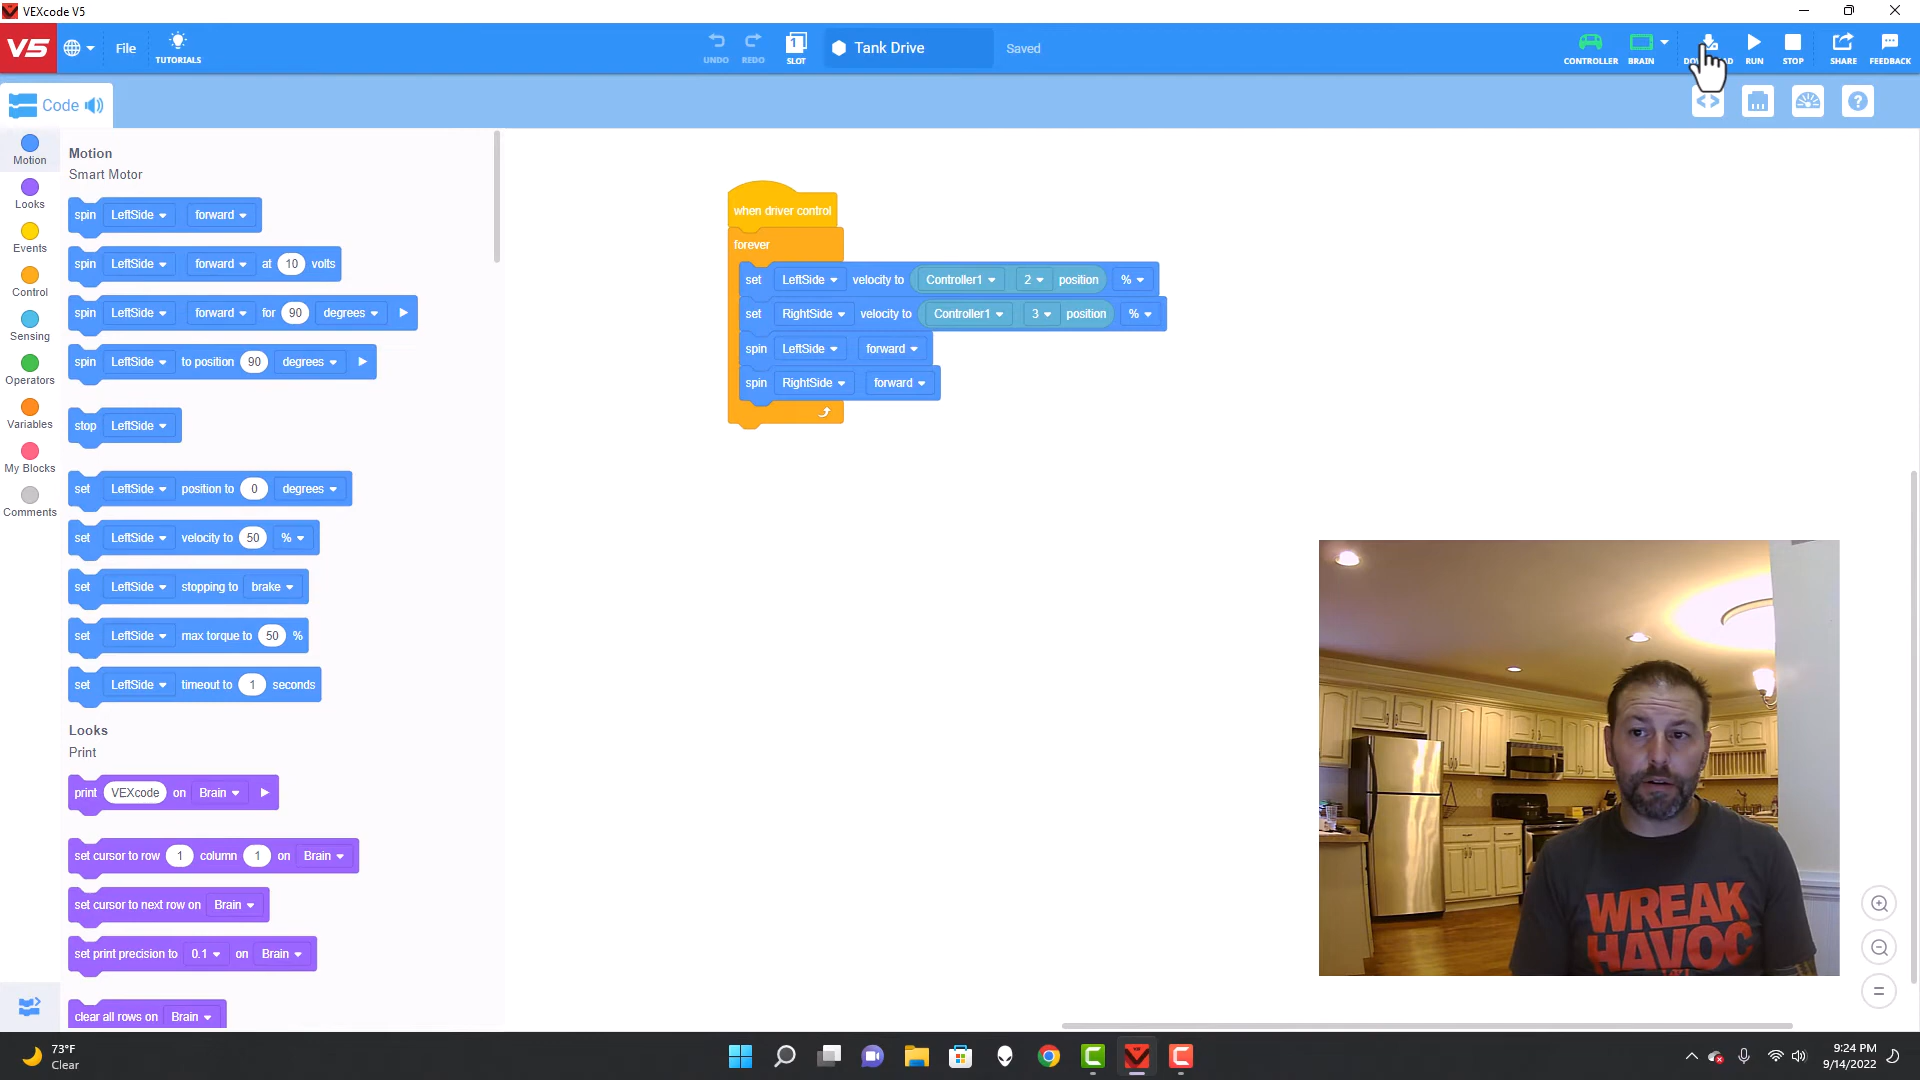 VEXcode V5
V5
File
TUTORIALS
UNDO
REDO
1
SLOT
Tank Drive
Saved
CONTROLLER
BRAIN
RUN
STOP
SHARE
FEEDBACK
Code
Motion
Looks
Events
Control
Sensing
Operators
Variables
My Blocks
Comments
Motion
Smart Motor
spin LeftSide forward
spin LeftSide forward at 10 volts
spin LeftSide forward for 90 degrees
spin LeftSide to position 90 degrees
stop LeftSide
set LeftSide position to 0 degrees
set LeftSide velocity to 50 %
set LeftSide stopping to brake
set LeftSide max torque to 50 %
set LeftSide timeout to 1 seconds
Looks
Print
print VEXcode on Brain
set cursor to row 1 column 1 on Brain
set cursor to next row on Brain
set print precision to 0.1 on Brain
clear all rows on Brain
when driver control
forever
set LeftSide velocity to Controller1 2 position %
set RightSide velocity to Controller1 3 position %
spin LeftSide forward
spin RightSide forward
WREAK
HAVOC
73°F
Clear
9:24 PM
9/14/2022